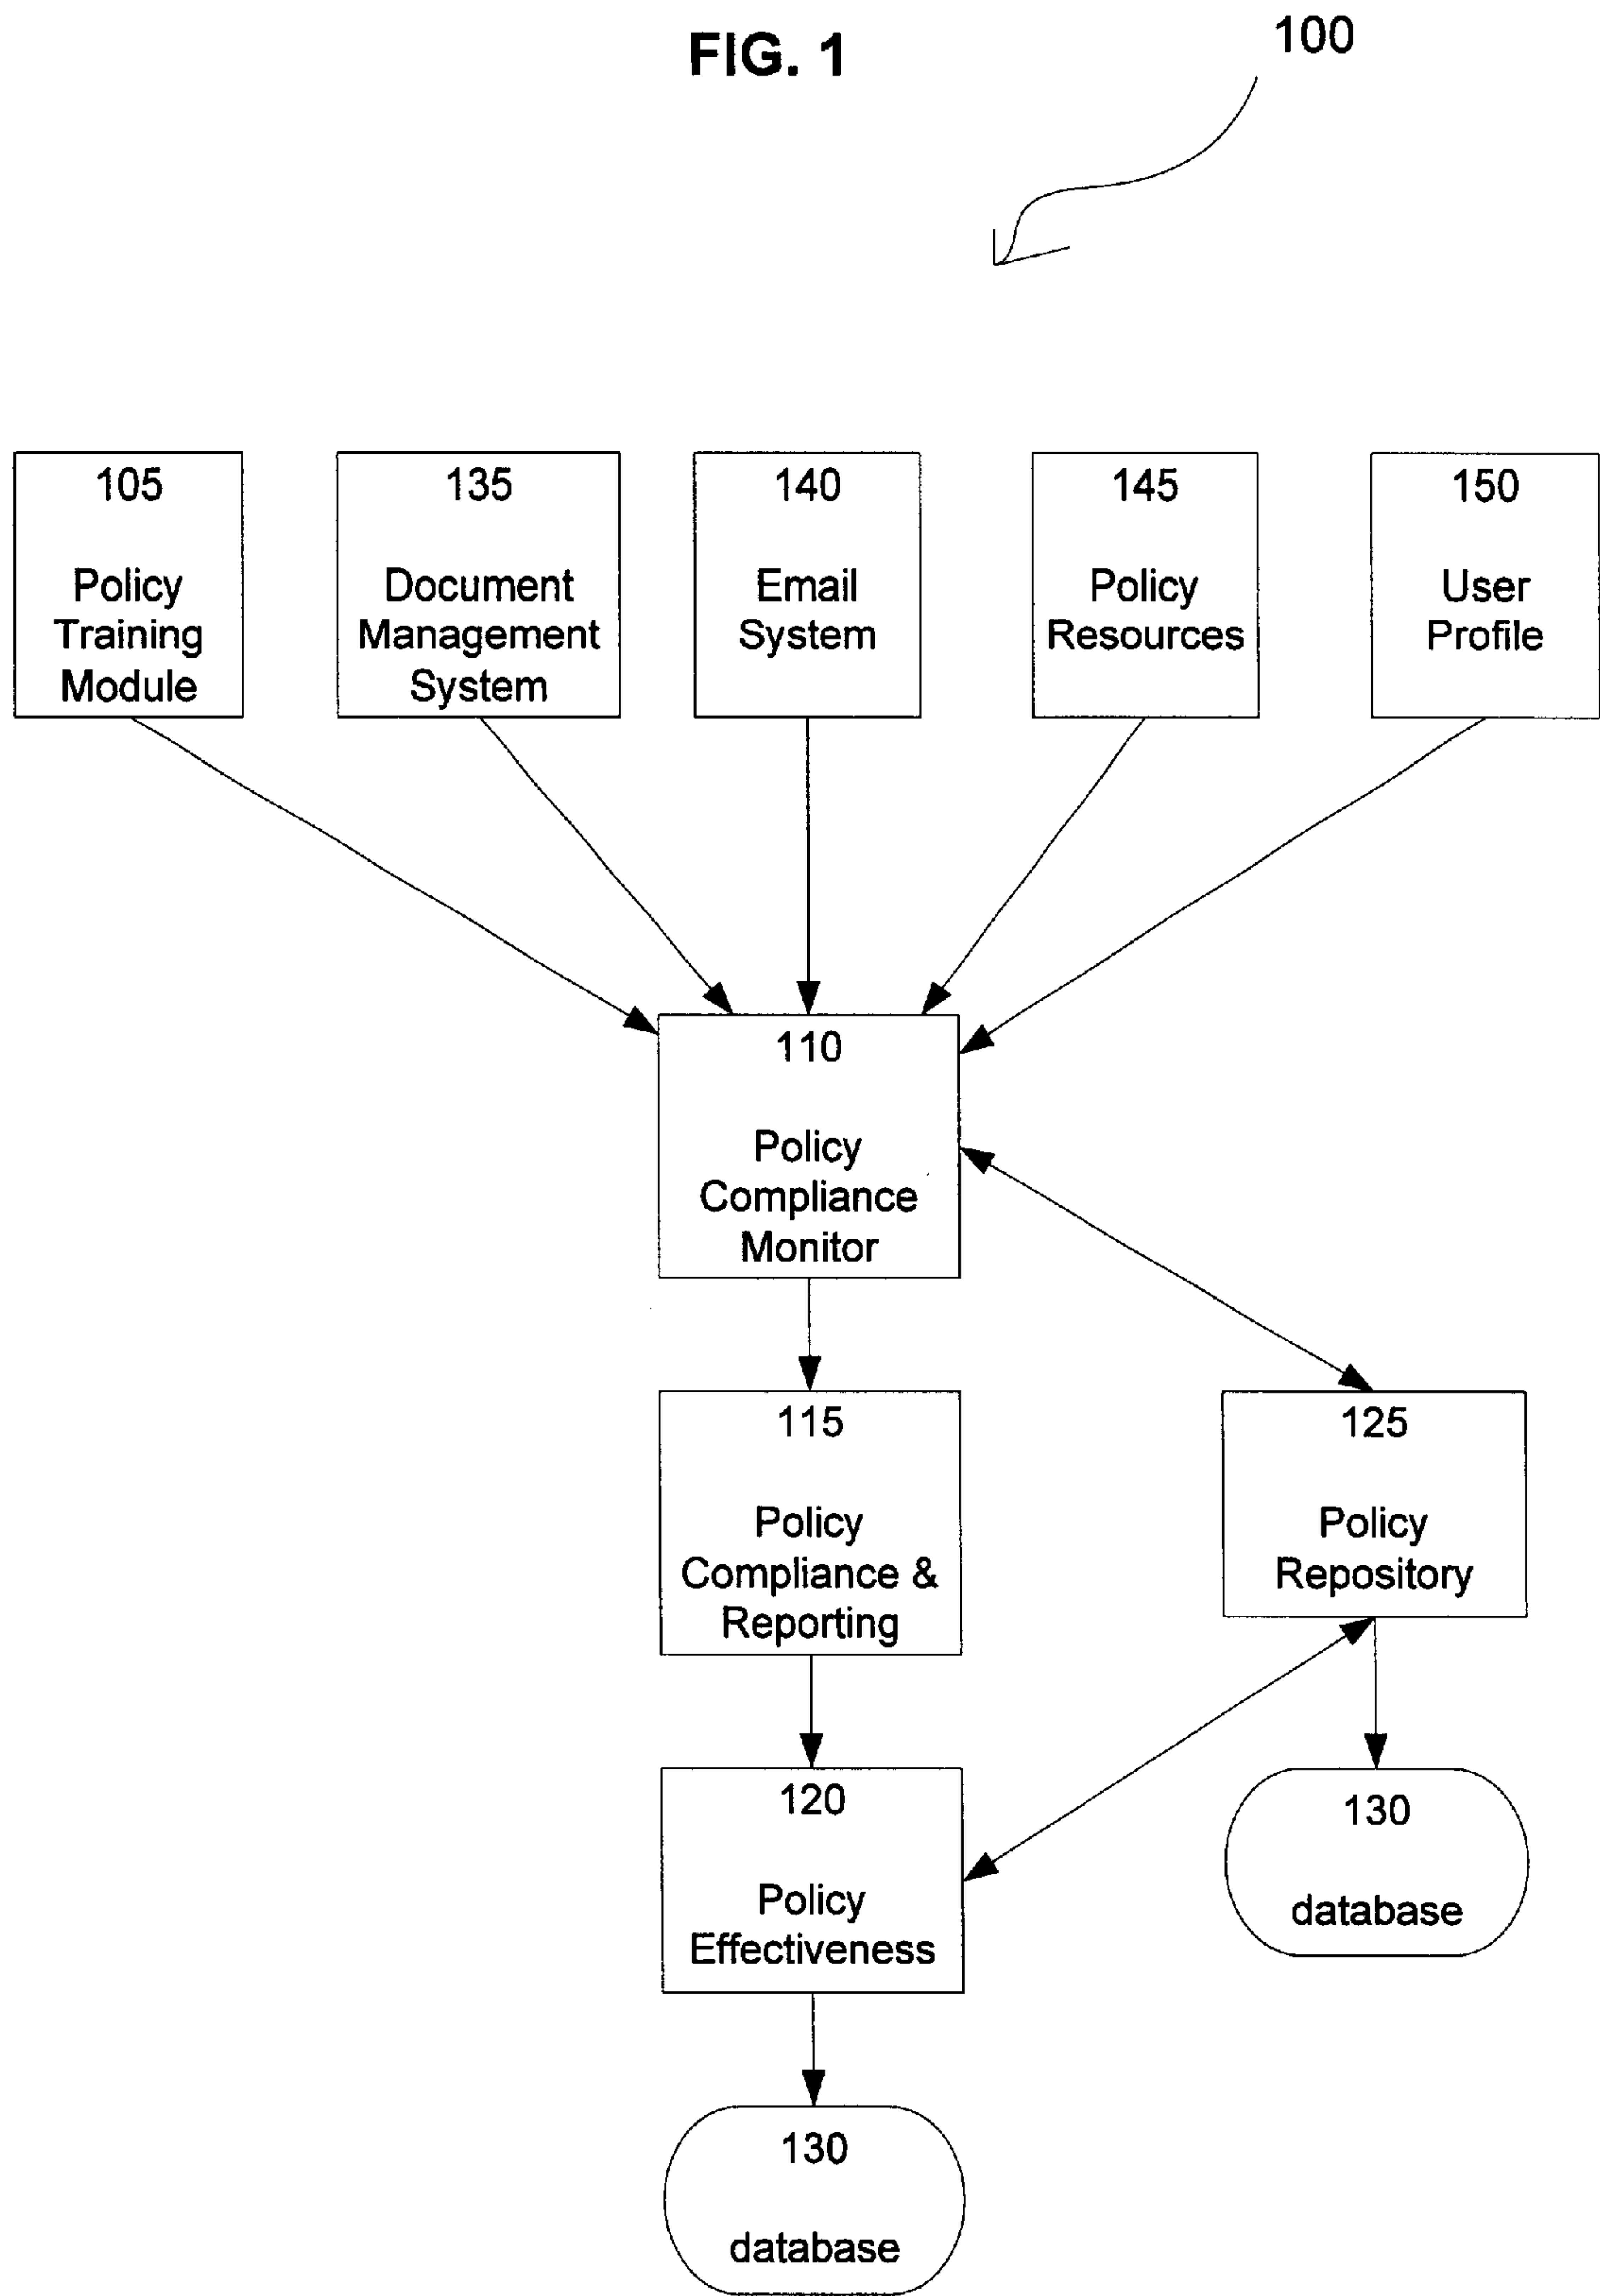 FIG. 1
100
105
Policy
Training
Module
135
Document
Management
System
140
Email
System
145
Policy
Resources
150
User
Profile
110
Policy
Compliance
Monitor
115
Policy
Compliance &
Reporting
125
Policy
Repository
120
Policy
Effectiveness
130
database
130
database